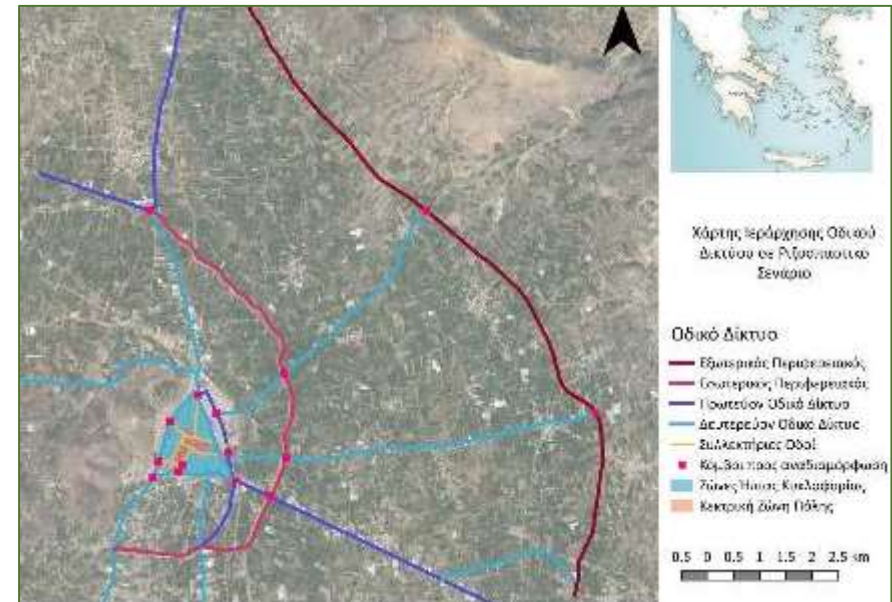 Χάρτης Ιεράρχησης Οδικού
Δικτύου σε Ριζοσπαστικό
Σενάριο
Οδικό Δίκτυο
Εξωτερικός Περιφερειακός
Εσωτερικός Περιφερειακός
Πρωτεύον Οδικό Δίκτυο
Δευτερεύον Οδικό Δίκτυο
Συλλεκτήριες Οδοί
Κόμβοι προς αναδιαμόρφωση
Ζώνες Ήπιας Κυκλοφορίας
Κεκτρική Ζώνη Πόλης
0.5 0 0.5 1 1.5 2 2.5 km